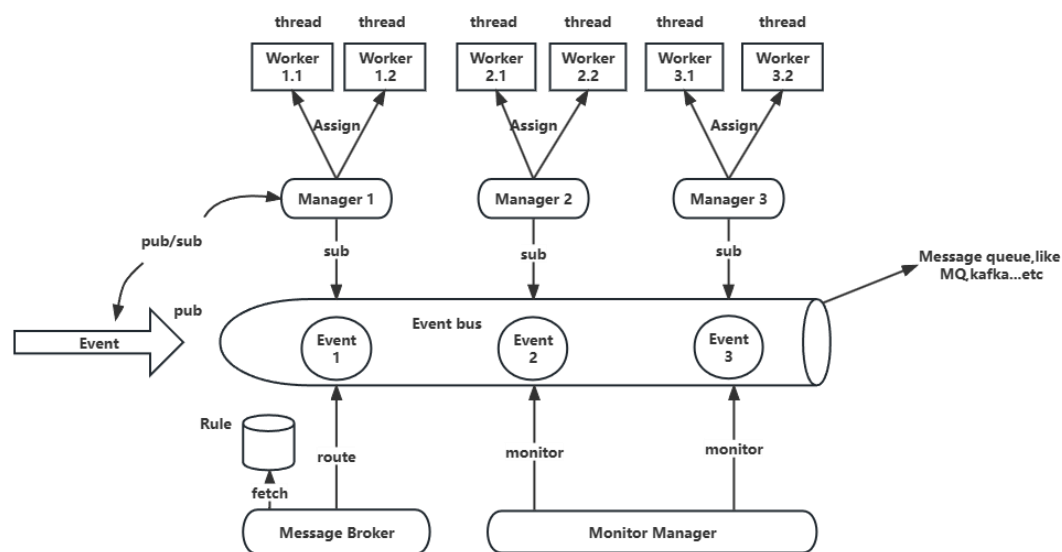 thread
thread
thread
thread
thread
thread
Worker
1.1
Worker
1.2
Worker
2.1
Worker
2.2
Worker
3.1
Worker
3.2
Assign
Assign
Assign
Manager 1
Manager 2
Manager 3
pub/sub
sub
sub
sub
Message queue,like
MQ,kafka...etc
pub
Event bus
Event
Event
1
Event
2
Event
3
Rule
route
monitor
monitor
fetch
Message Broker
Monitor Manager